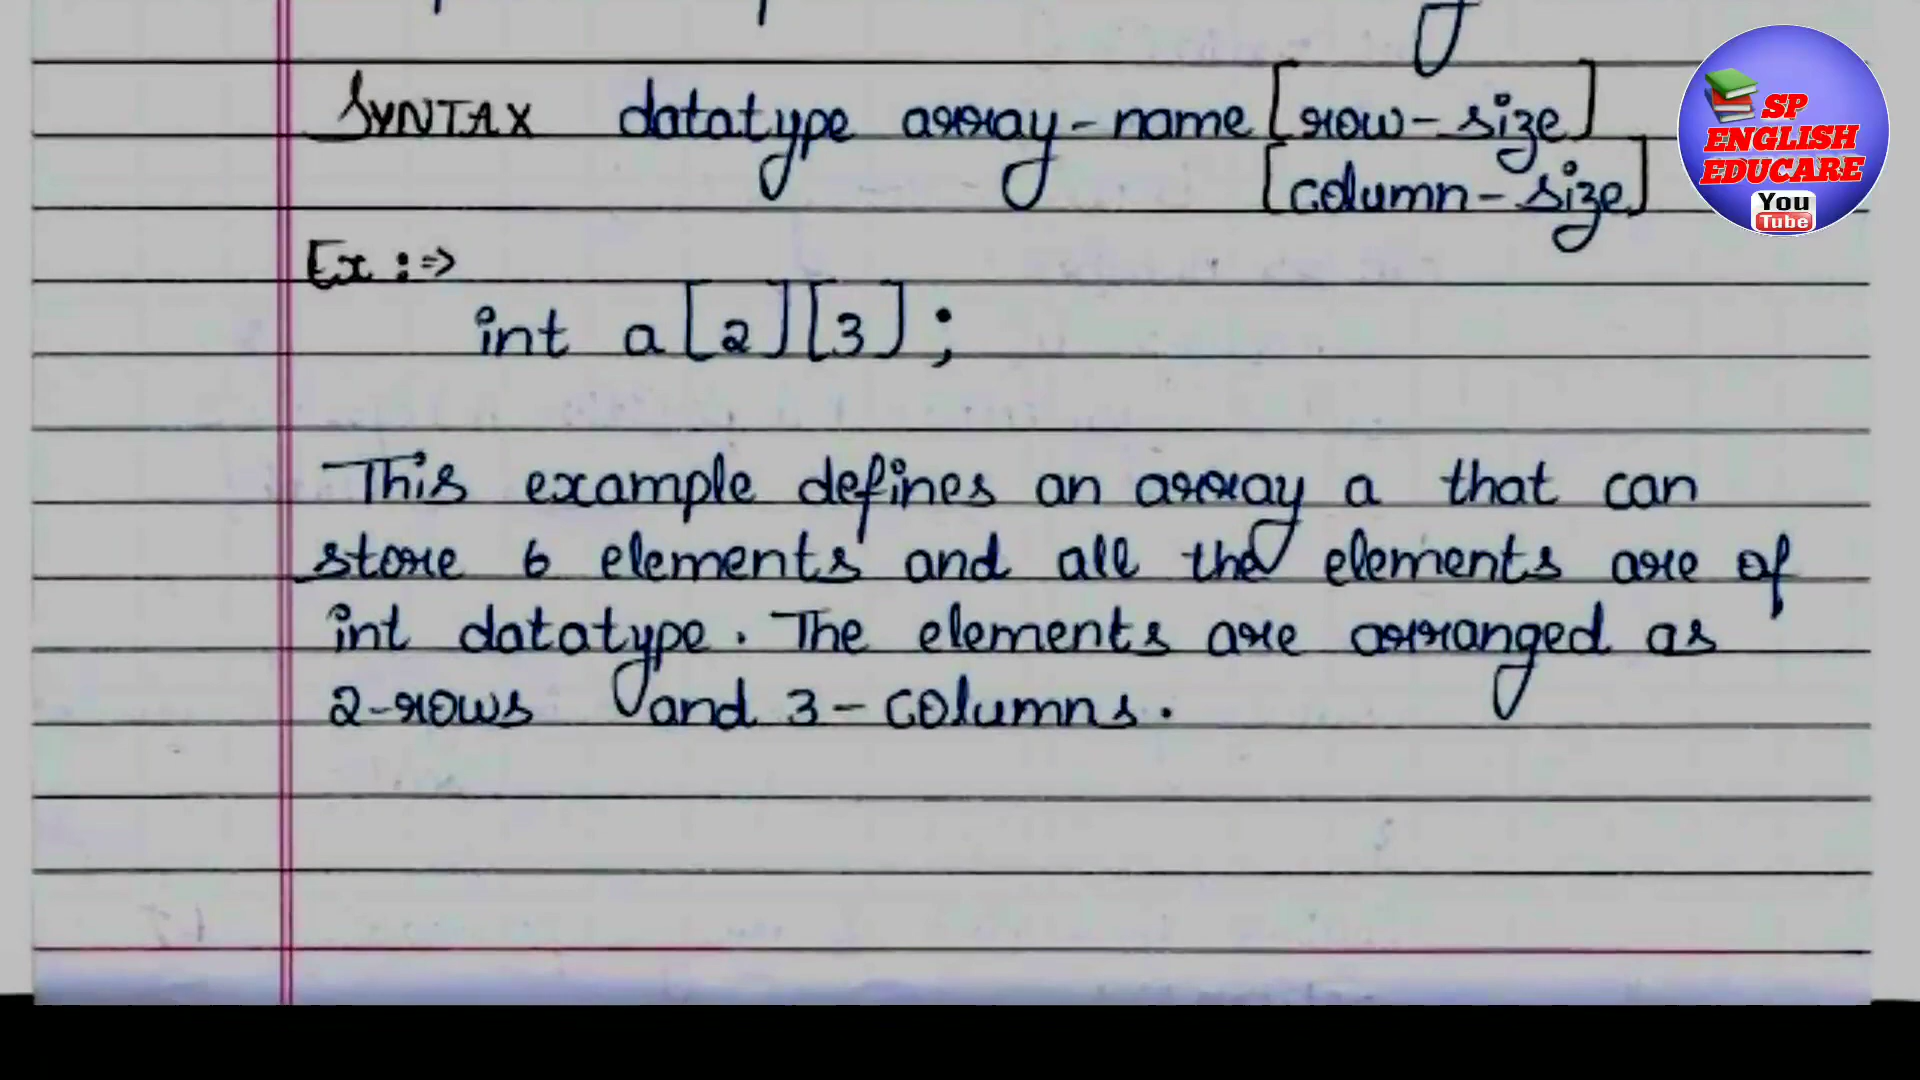 SYNTAX datatype array-name [row-size]
[column-size]
Ex :⇒
int a[2][3];
This example defines an array a that can
store 6 elements and all the elements are of
int datatype. The elements are arranged as
2-rows and 3-columns.
SP
ENGLISH
EDUCARE
You
Tube